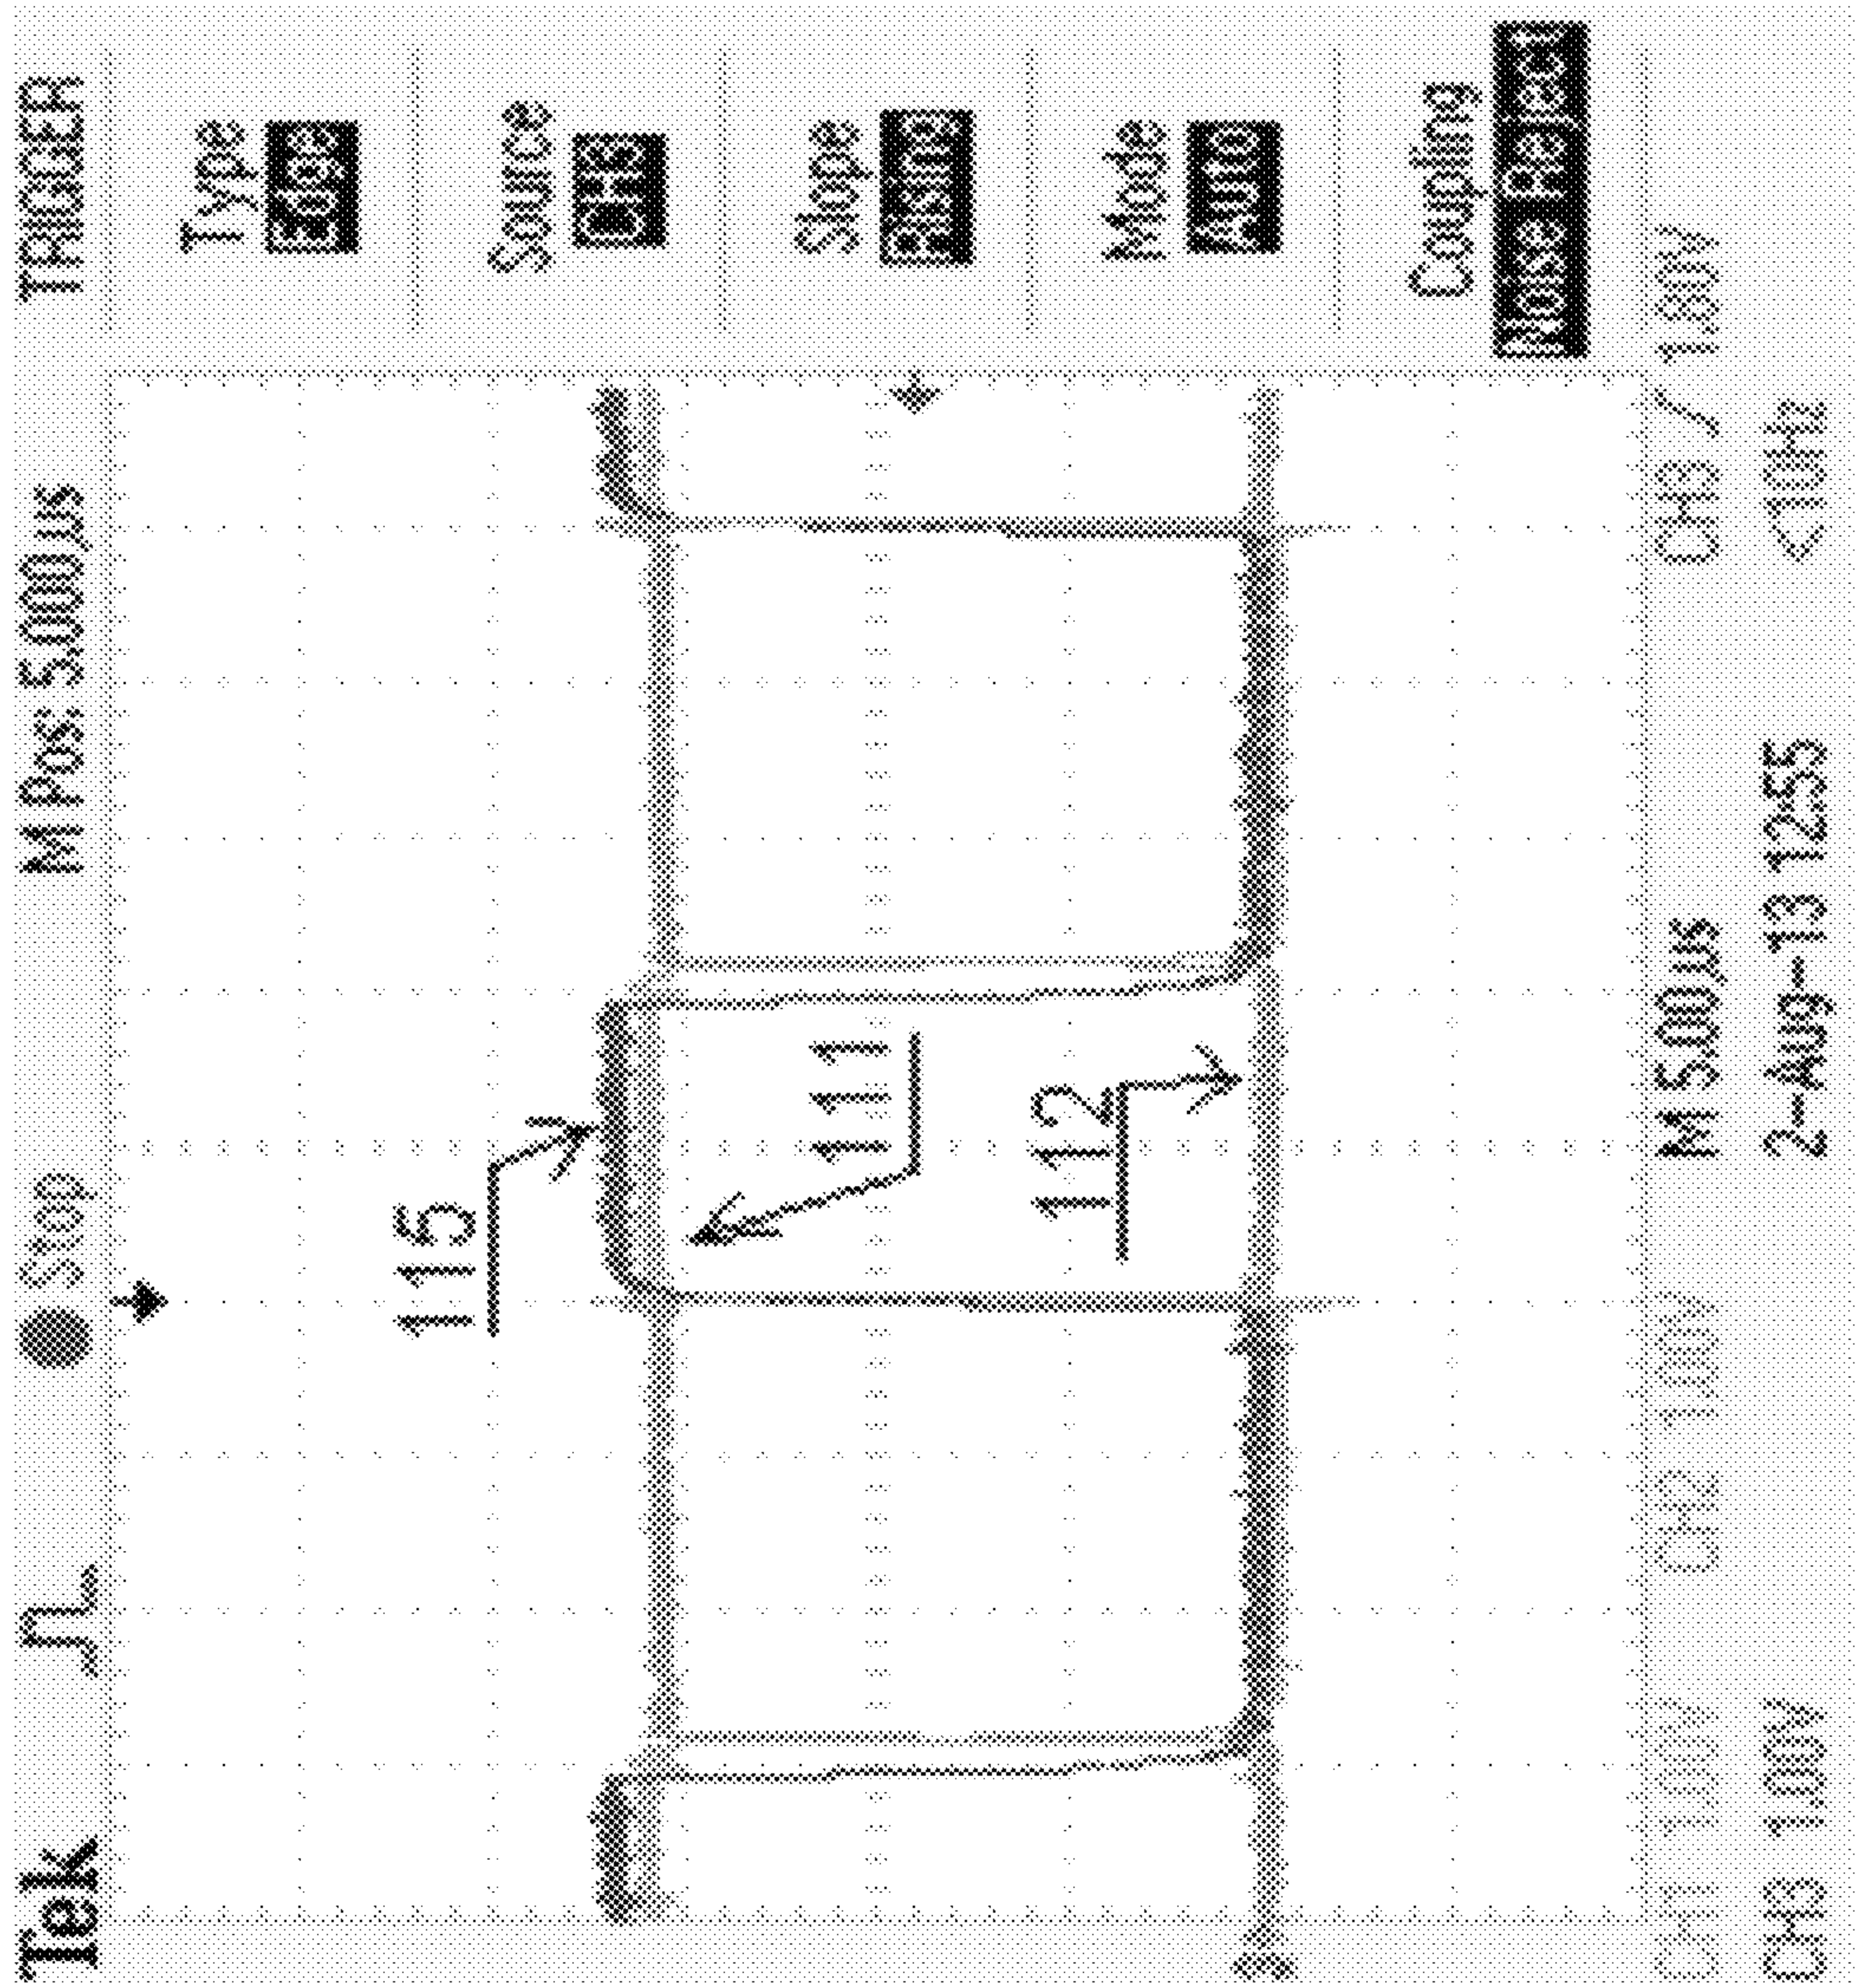 Tek Stop M Pos: 5.000µs TRIGGER
Type
Edge
Source
CH3
Slope
Rising
Mode
Auto
Coupling
Noise Reject
115
111
112
CH1 1.00V CH2 1.00V M 5.00µs CH3 / 1.80V
CH3 1.00V 2-Aug-13 12:55 <10Hz